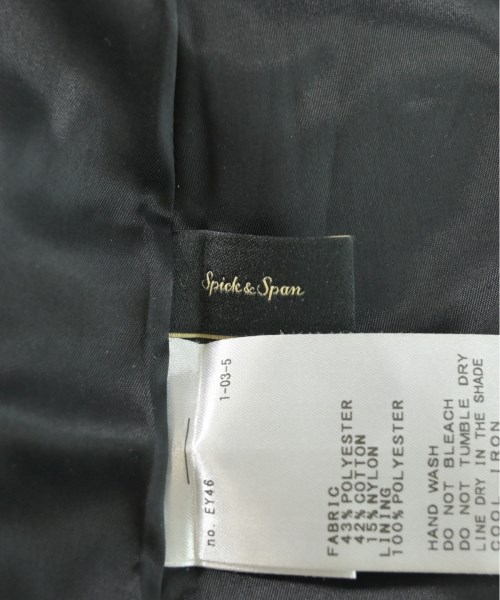 Spick & Span
1-03-5
no. EY46
FABRIC
43% POLYESTER
42% COTTON
15% NYLON
LINING
100% POLYESTER
HAND WASH
DO NOT BLEACH
DO NOT TUMBLE DRY
LINE DRY IN THE SHADE
COOL IRON